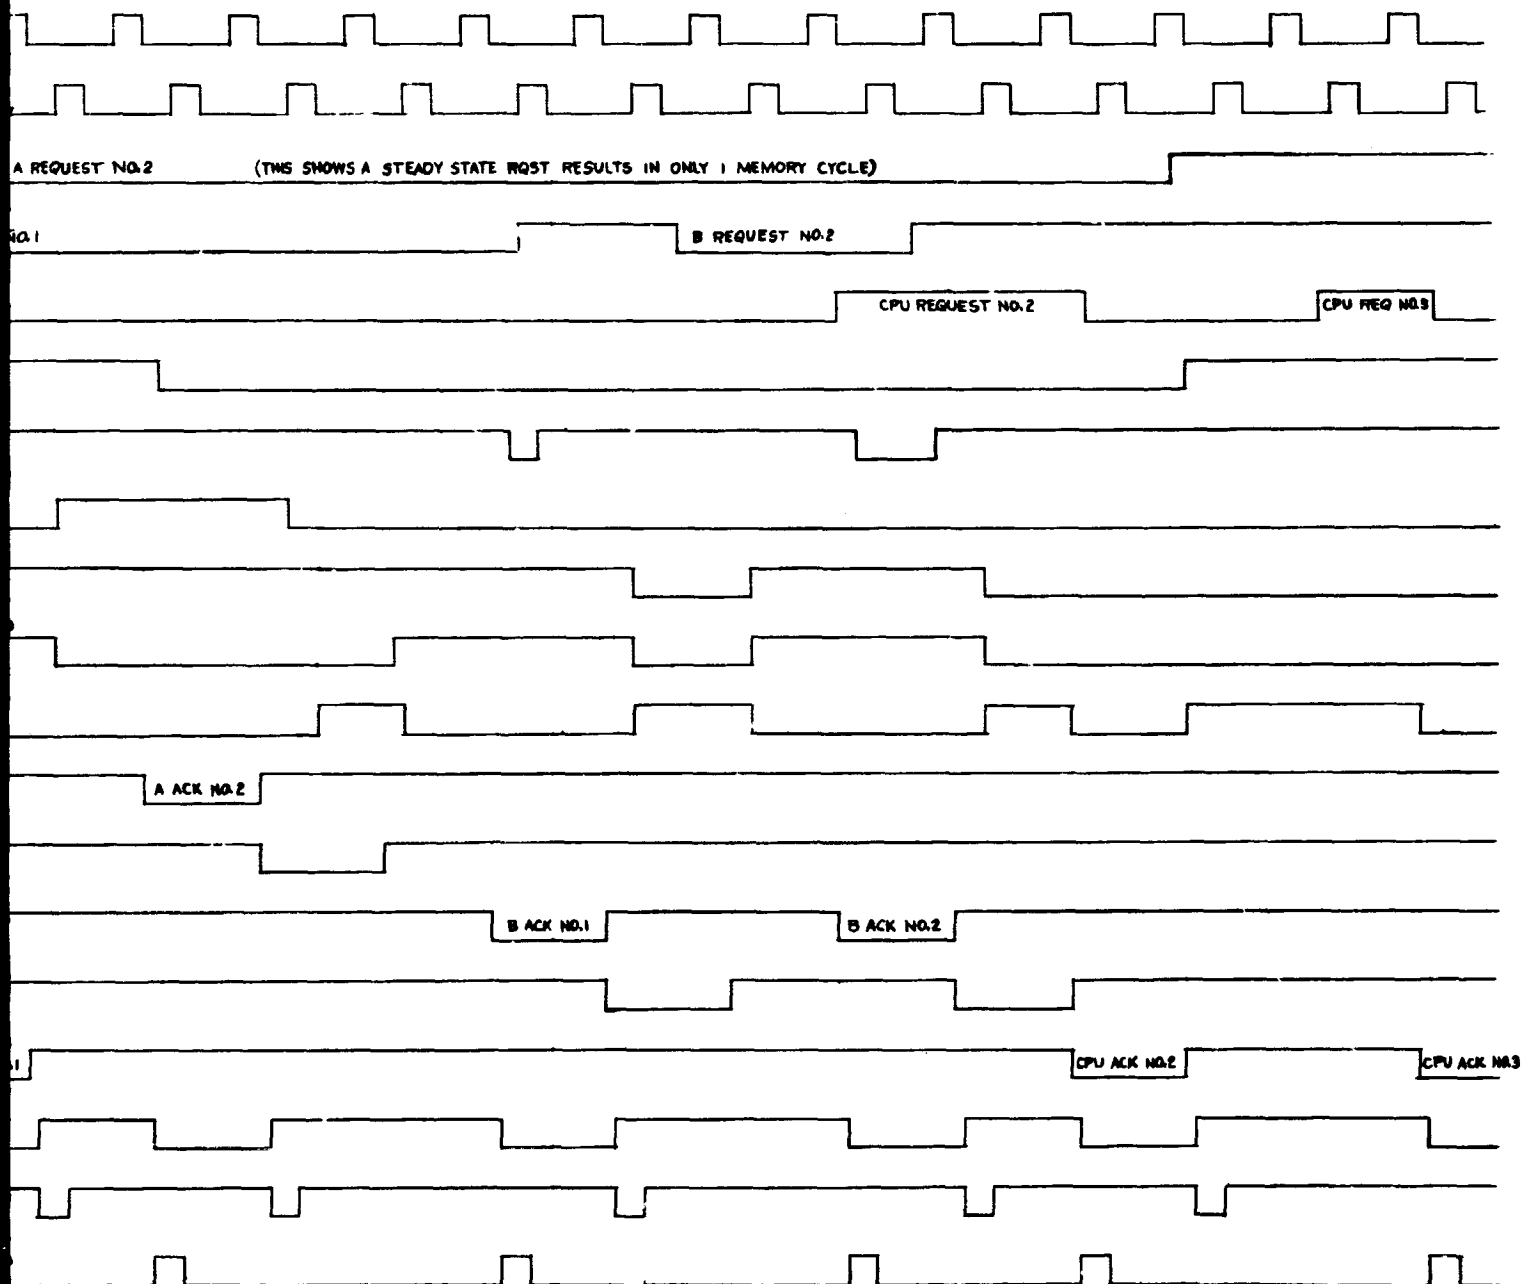 A REQUEST NO.2 (THIS SHOWS A STEADY STATE RQST RESULTS IN ONLY 1 MEMORY CYCLE)
NO.1
B REQUEST NO.2
CPU REQUEST NO.2
CPU REQ NO.3
A ACK NO.2
B ACK NO.1
B ACK NO.2
.1
CPU ACK NO.2
CPU ACK NO.3